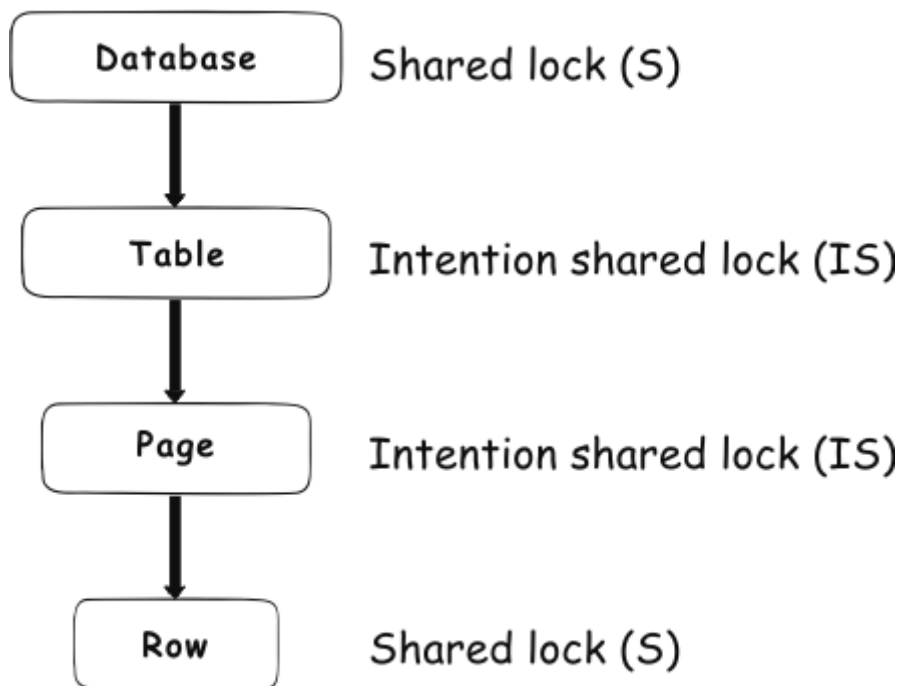 Database
Shared lock (S)
Table
Intention shared lock (IS)
Page
Intention shared lock (IS)
Row
Shared lock (S)